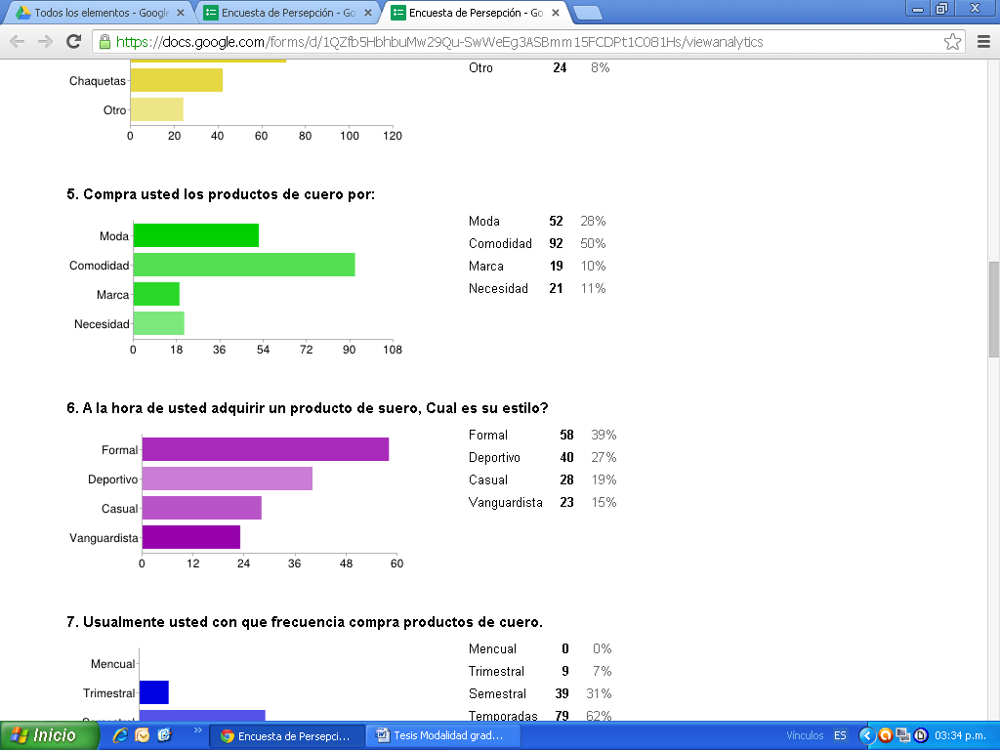 Todos los elementos - Google
Encuesta de Persepción - Go
Encuesta de Persepción - Go
https://docs.google.com/forms/d/1QZfb5HbhbuMw29Qu-SwWeEg3ASBmm15FCDPt1C081Hs/viewanalytics
Chaquetas
Otro
0 20 40 60 80 100 120
Otro 24 8%
5. Compra usted los productos de cuero por:
Moda
Comodidad
Marca
Necesidad
0 18 36 54 72 90 108
Moda 52 28%
Comodidad 92 50%
Marca 19 10%
Necesidad 21 11%
6. A la hora de usted adquirir un producto de suero, Cual es su estilo?
Formal
Deportivo
Casual
Vanguardista
0 12 24 36 48 60
Formal 58 39%
Deportivo 40 27%
Casual 28 19%
Vanguardista 23 15%
7. Usualmente usted con que frecuencia compra productos de cuero.
Mencual
Trimestral
Semestral
Mencual 0 0%
Trimestral 9 7%
Semestral 39 31%
Temporadas 79 62%
Inicio
Encuesta de Persepci...
Tesis Modalidad grad...
Vínculos
ES
03:34 p.m.